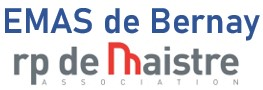 EMAS de Bernay
rp de Maistre
ASSOCIATION